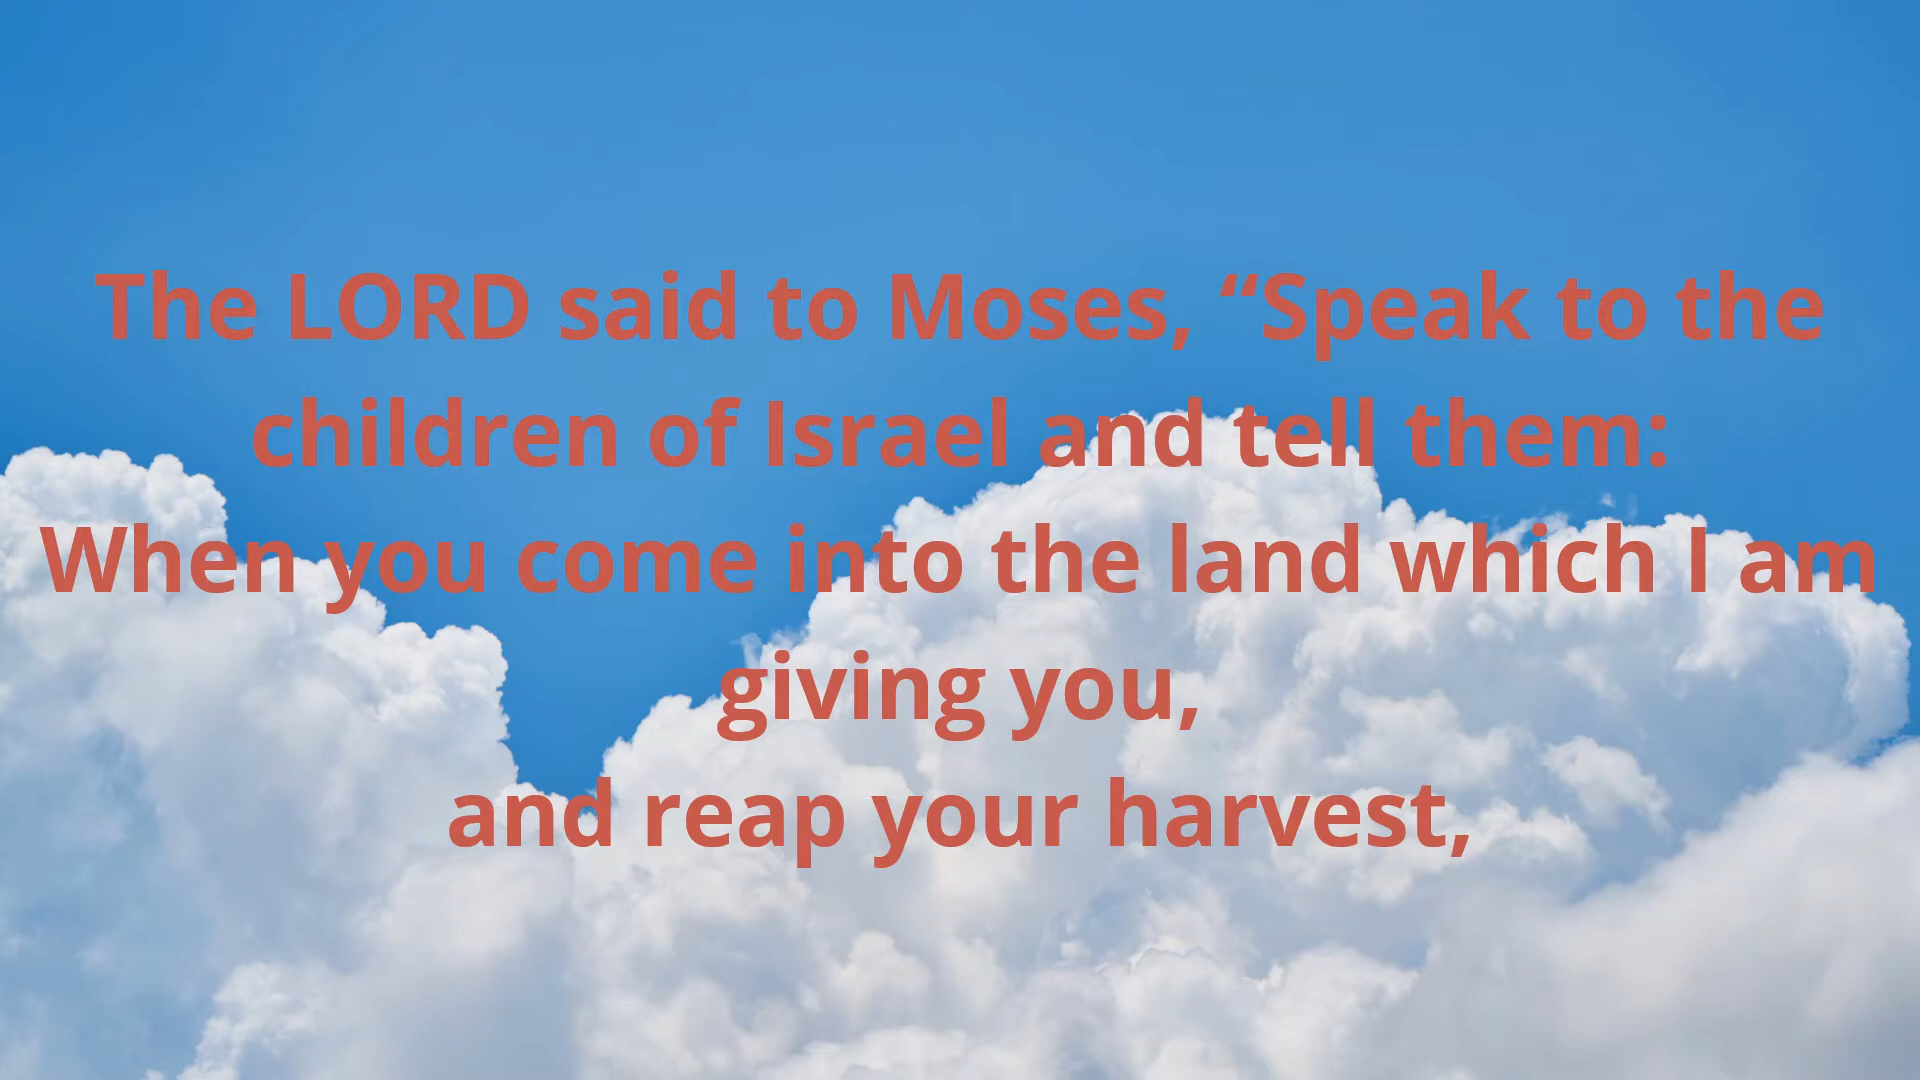 The LORD said to Moses, “Speak to the
children of Israel and tell them:
When you come into the land which I am
giving you,
and reap your harvest,